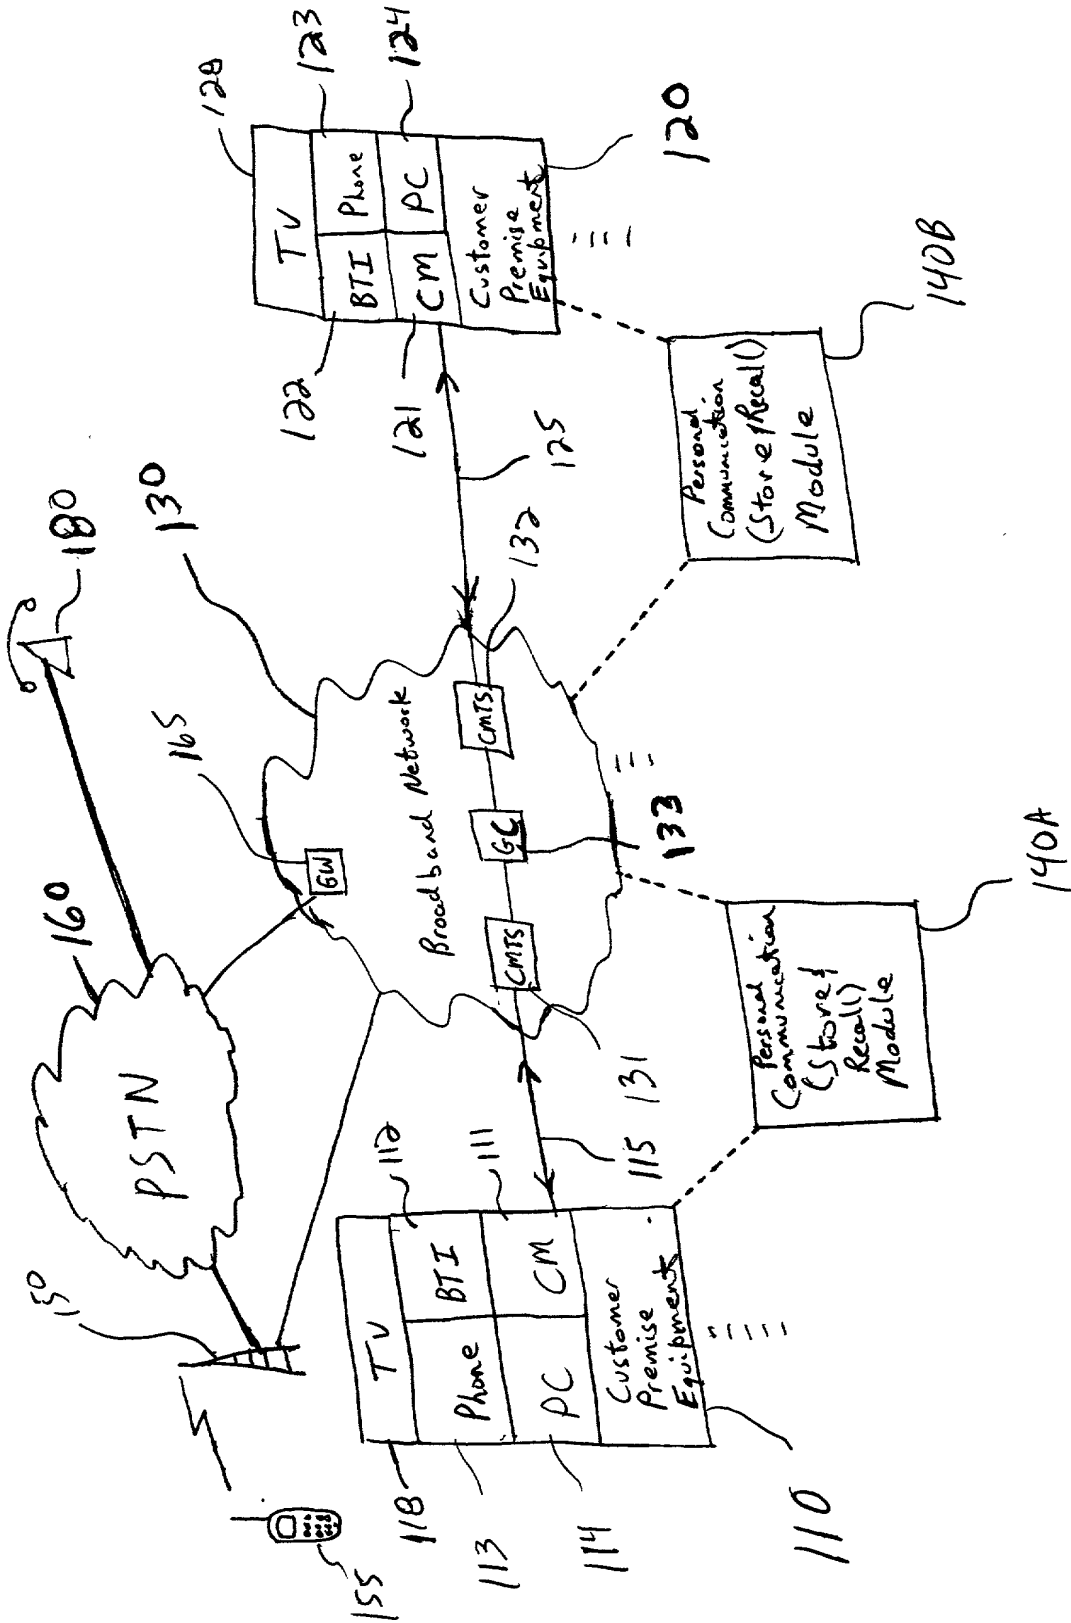 180
160
PSTN
150
155
165
130
GW
Broadband Network
CMTS
GC
CMTS
131
133
132
115
125
118
TV
112
113
Phone
BTI
111
114
PC
CM
Customer
Premise
Equipment
110
128
TV
123
122
BTI
Phone
124
121
CM
PC
Customer
Premise
Equipment
120
Personal
Communication
(Store &
Recall)
Module
140A
Personal
Communication
(Store & Recall)
Module
140B